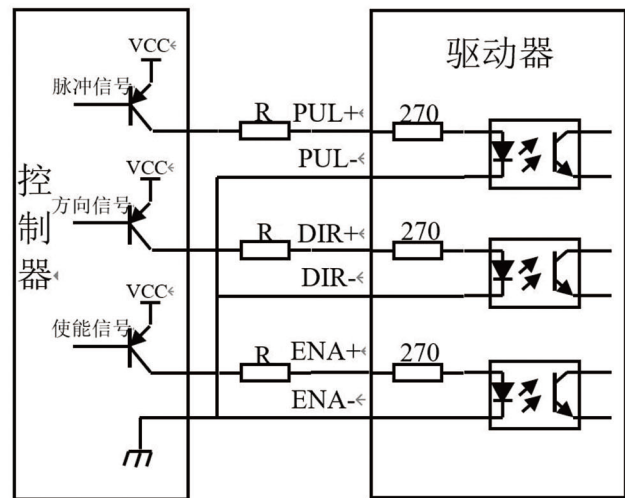 控制器
驱动器
VCC
脉冲信号
R
PUL+
270
PUL-
VCC
方向信号
R
DIR+
270
DIR-
VCC
使能信号
R
ENA+
270
ENA-